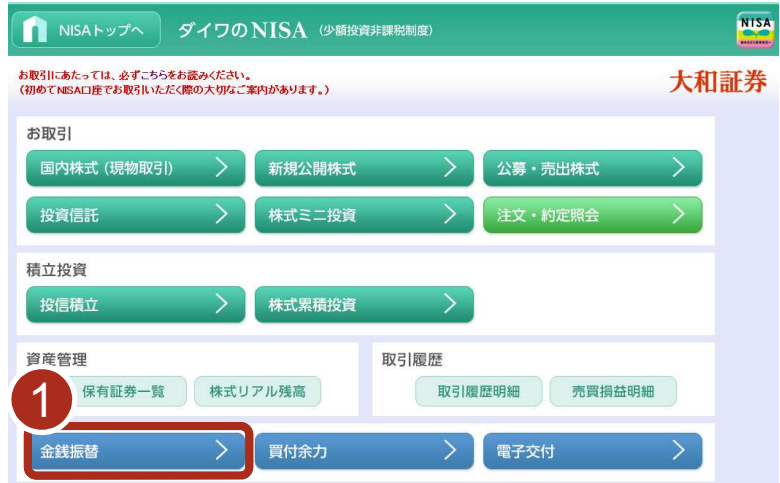 NISAトップへ ダイワのNISA (少額投資非課税制度)
NISA
お取引にあたっては、必ずこちらをお読みください。
(初めてNISA口座でお取引いただく際の大切なご案内があります。)
大和証券
お取引
国内株式 (現物取引) 新規公開株式 公募・売出株式
投資信託 株式ミニ投資 注文・約定照会
積立投資
投信積立 株式累積投資
資産管理 取引履歴
1 保有証券一覧 株式リアル残高 取引履歴明細 売買損益明細
金銭振替 買付余力 電子交付